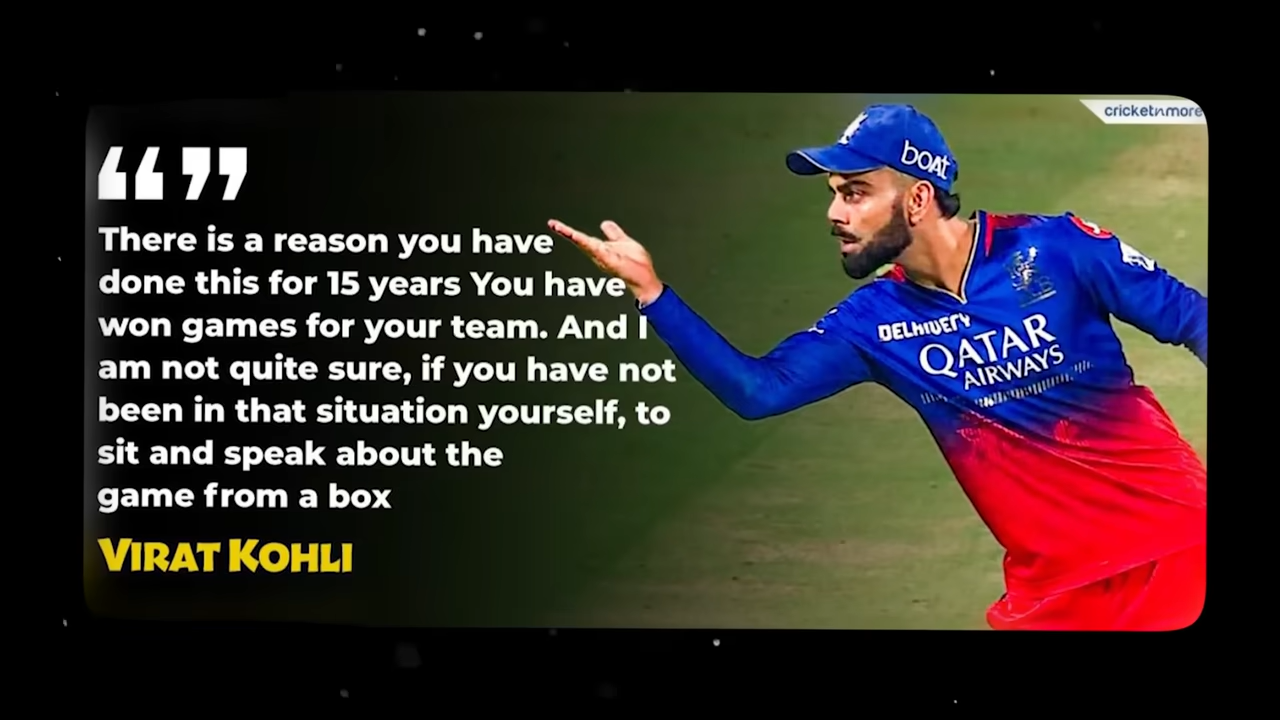 cricketnmore
“ ”
There is a reason you have
done this for 15 years You have
won games for your team. And I
am not quite sure, if you have not
been in that situation yourself, to
sit and speak about the
game from a box
VIRAT KOHLI
boAt
DELHIVERY
QATAR
AIRWAYS